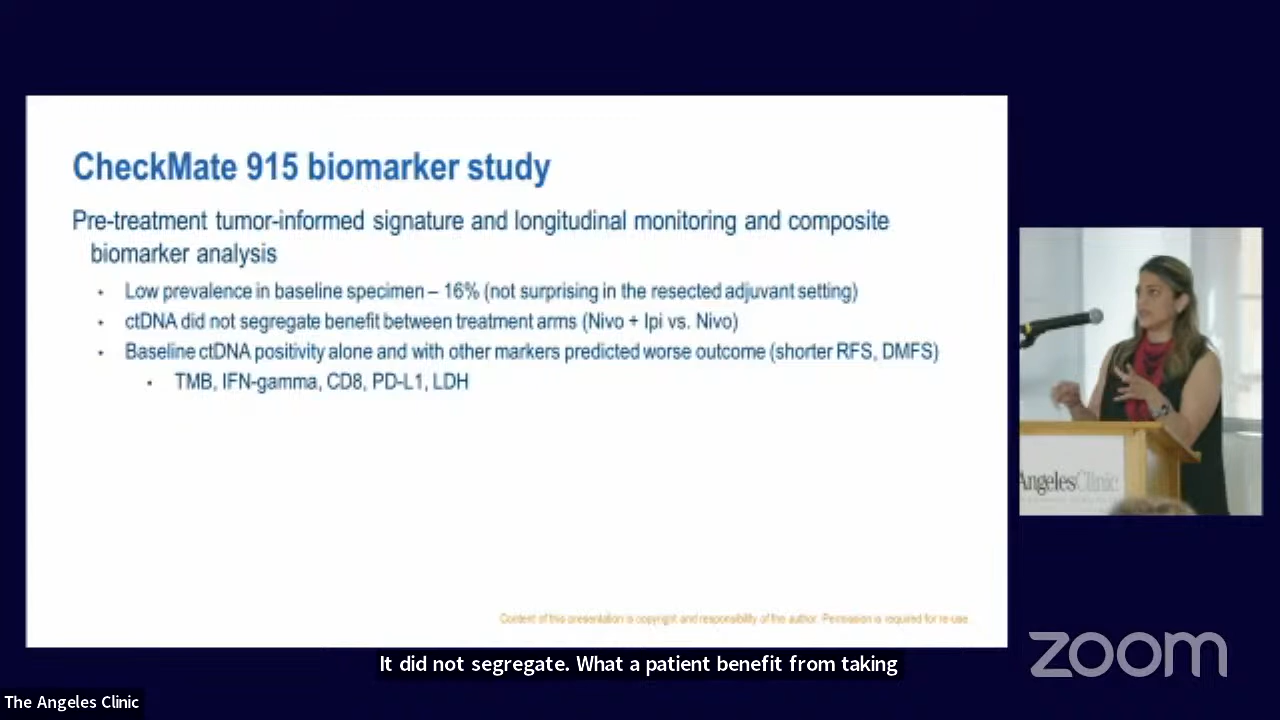 CheckMate 915 biomarker study
Pre-treatment tumor-informed signature and longitudinal monitoring and composite
biomarker analysis
• Low prevalence in baseline specimen – 16% (not surprising in the resected adjuvant setting)
• ctDNA did not segregate benefit between treatment arms (Nivo + Ipi vs. Nivo)
• Baseline ctDNA positivity alone and with other markers predicted worse outcome (shorter RFS, DMFS)
• TMB, IFN-gamma, CD8, PD-L1, LDH
Content of this presentation is copyright and responsibility of the author. Permission is required for re-use.
AngelesClinic
It did not segregate. What a patient benefit from taking
zoom
The Angeles Clinic